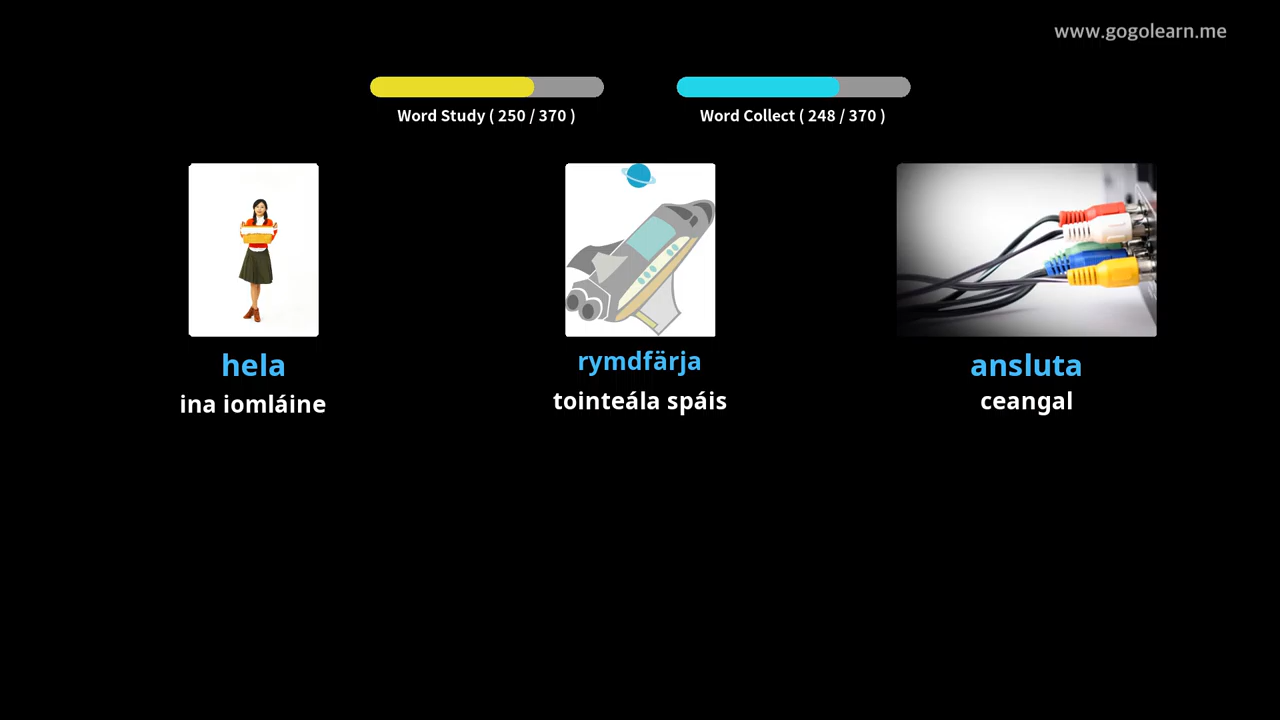 www.gogolearn.me
Word Study ( 250 / 370 )
Word Collect ( 248 / 370 )
hela
rymdfärja
ansluta
ina iomláine
tointeála spáis
ceangal